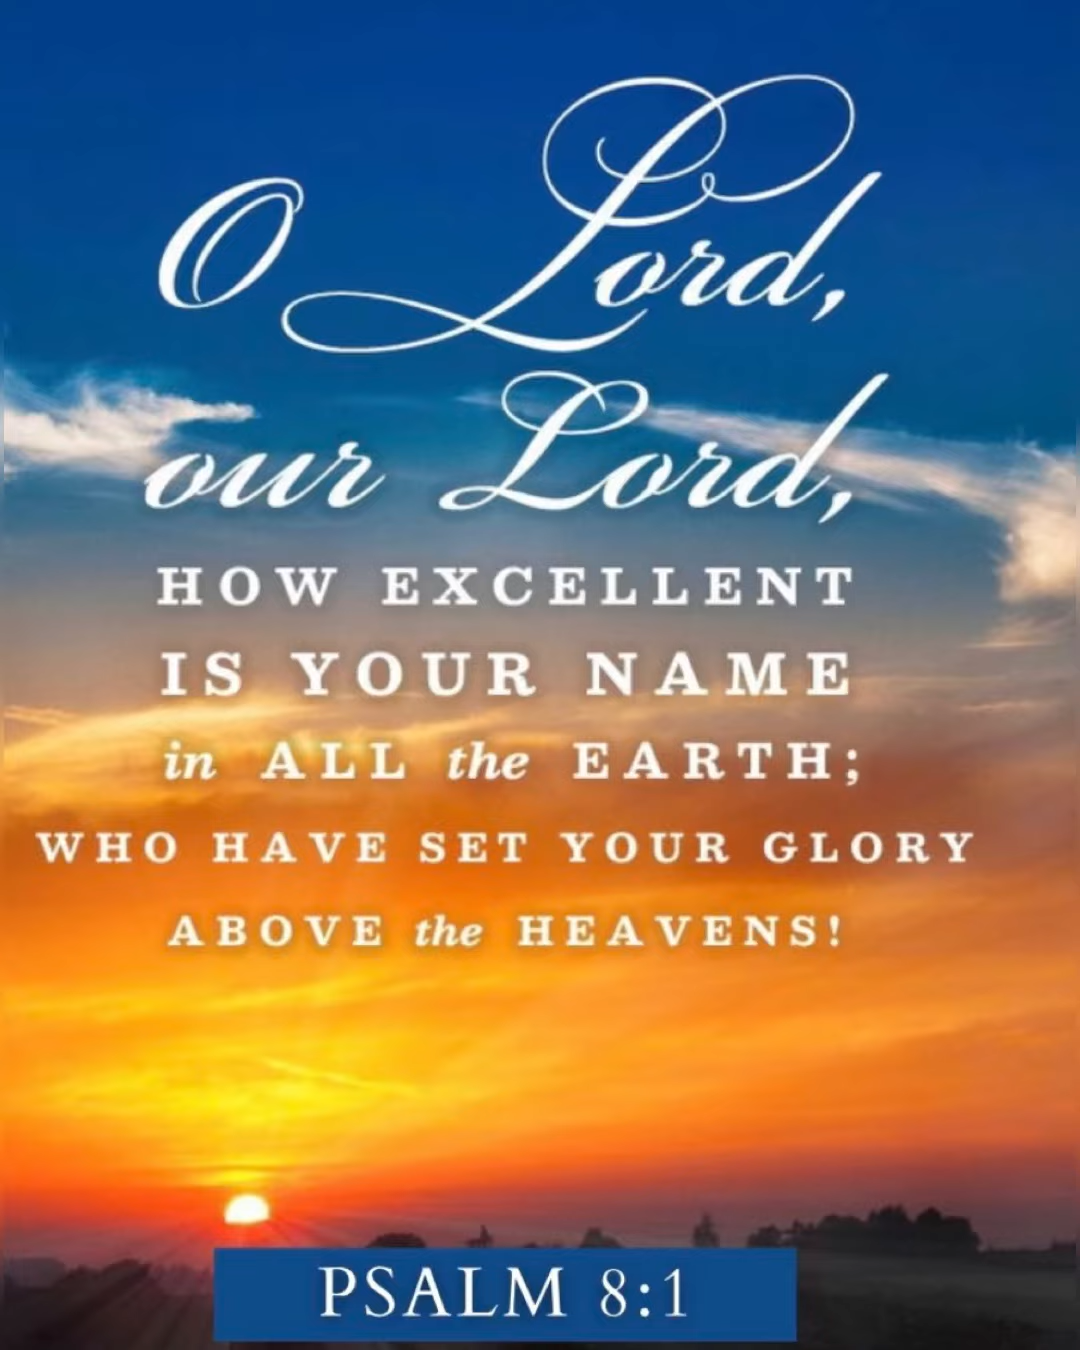 O Lord,
our Lord,
HOW EXCELLENT
IS YOUR NAME
in ALL the EARTH;
WHO HAVE SET YOUR GLORY
ABOVE the HEAVENS!
PSALM 8:1